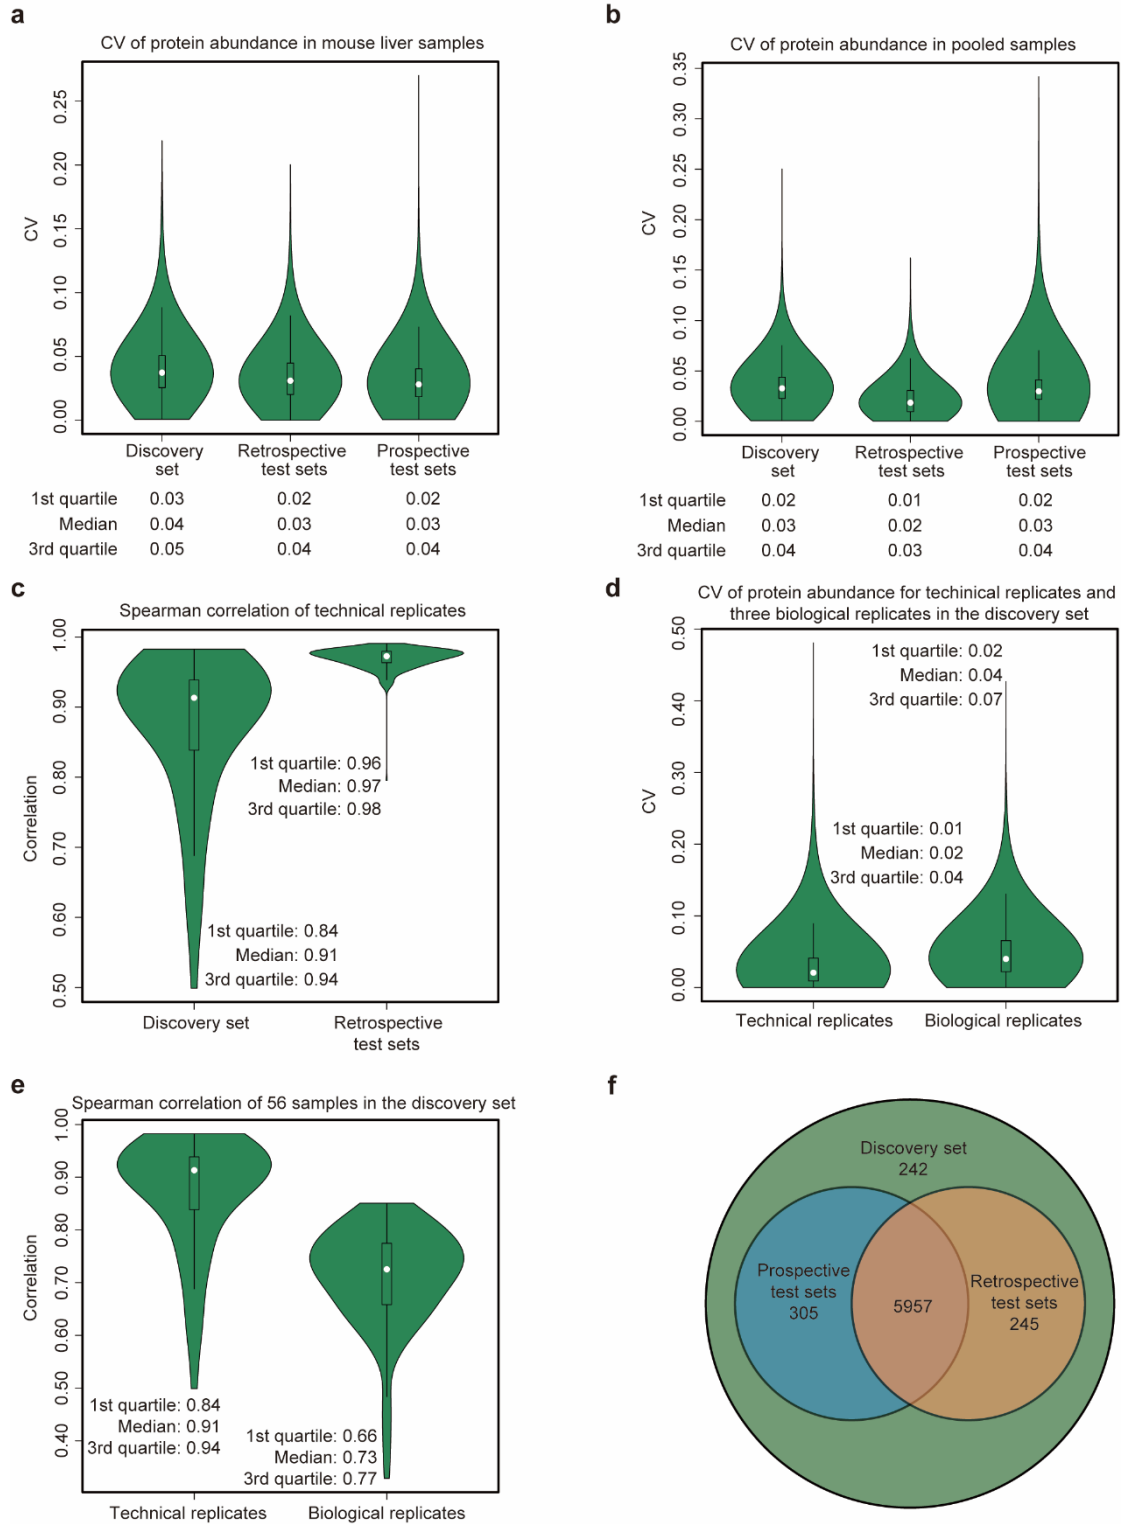 a
CV of protein abundance in mouse liver samples
CV
0.00 0.05 0.10 0.15 0.20 0.25
Discovery set
Retrospective test sets
Prospective test sets
1st quartile 0.03 0.02 0.02
Median 0.04 0.03 0.03
3rd quartile 0.05 0.04 0.04
b
CV of protein abundance in pooled samples
CV
0.00 0.05 0.10 0.15 0.20 0.25 0.30 0.35
Discovery set
Retrospective test sets
Prospective test sets
1st quartile 0.02 0.01 0.02
Median 0.03 0.02 0.03
3rd quartile 0.04 0.03 0.04
c
Spearman correlation of technical replicates
Correlation
0.50 0.60 0.70 0.80 0.90 1.00
1st quartile: 0.96
Median: 0.97
3rd quartile: 0.98
1st quartile: 0.84
Median: 0.91
3rd quartile: 0.94
Discovery set
Retrospective test sets
d
CV of protein abundance for techinical replicates and
three biological replicates in the discovery set
CV
0.00 0.10 0.20 0.30 0.40 0.50
1st quartile: 0.02
Median: 0.04
3rd quartile: 0.07
1st quartile: 0.01
Median: 0.02
3rd quartile: 0.04
Technical replicates
Biological replicates
e
Spearman correlation of 56 samples in the discovery set
Correlation
0.40 0.50 0.60 0.70 0.80 0.90 1.00
1st quartile: 0.84
Median: 0.91
3rd quartile: 0.94
1st quartile: 0.66
Median: 0.73
3rd quartile: 0.77
Technical replicates
Biological replicates
f
Discovery set
242
Prospective
test sets
305
5957
Retrospective
test sets
245